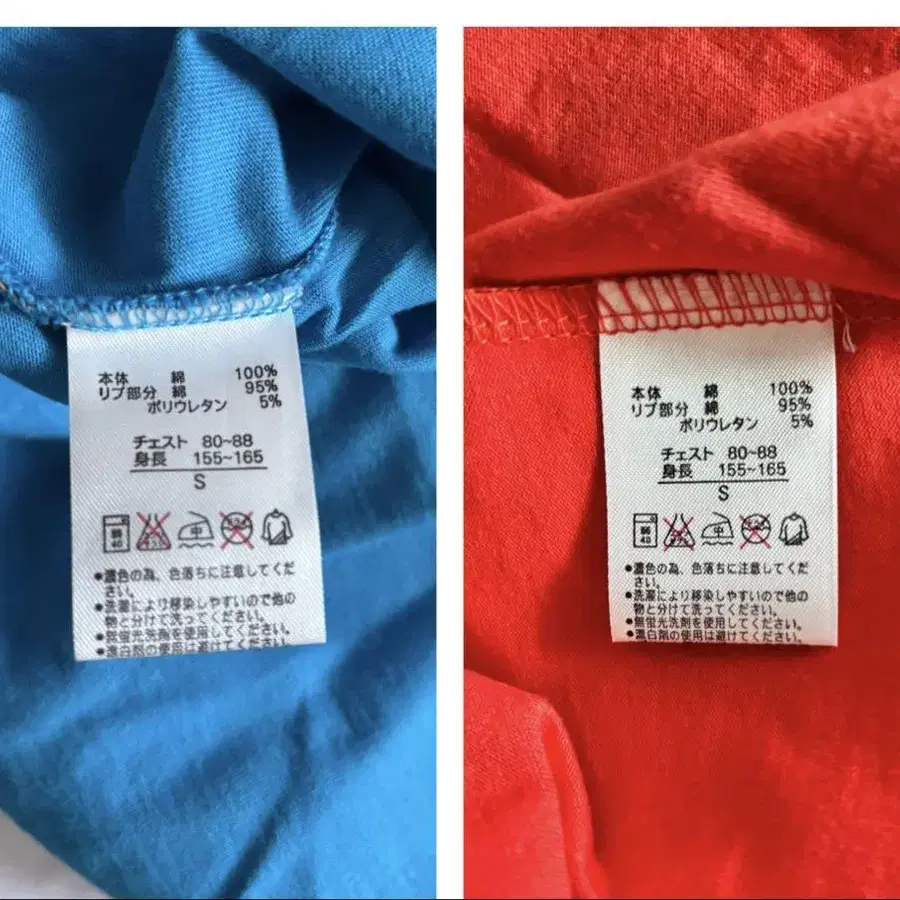 本体 綿 100%
リブ部分 綿 95%
ポリウレタン 5%
チェスト 80~88
身長 155~165
S
40
中
●濃色の為、色落ちに注意してくだ
さい。
●洗濯により移染しやすいので他の
物と分けて洗ってください。
●無蛍光洗剤を使用してください。
●漂白剤の使用は避けてください。
本体 綿 100%
リブ部分 綿 95%
ポリウレタン 5%
チェスト 80~88
身長 155~165
S
40
中
●濃色の為、色落ちに注意してくだ
さい。
●洗濯により移染しやすいので他の
物と分けて洗ってください。
●無蛍光洗剤を使用してください。
●漂白剤の使用は避けてください。